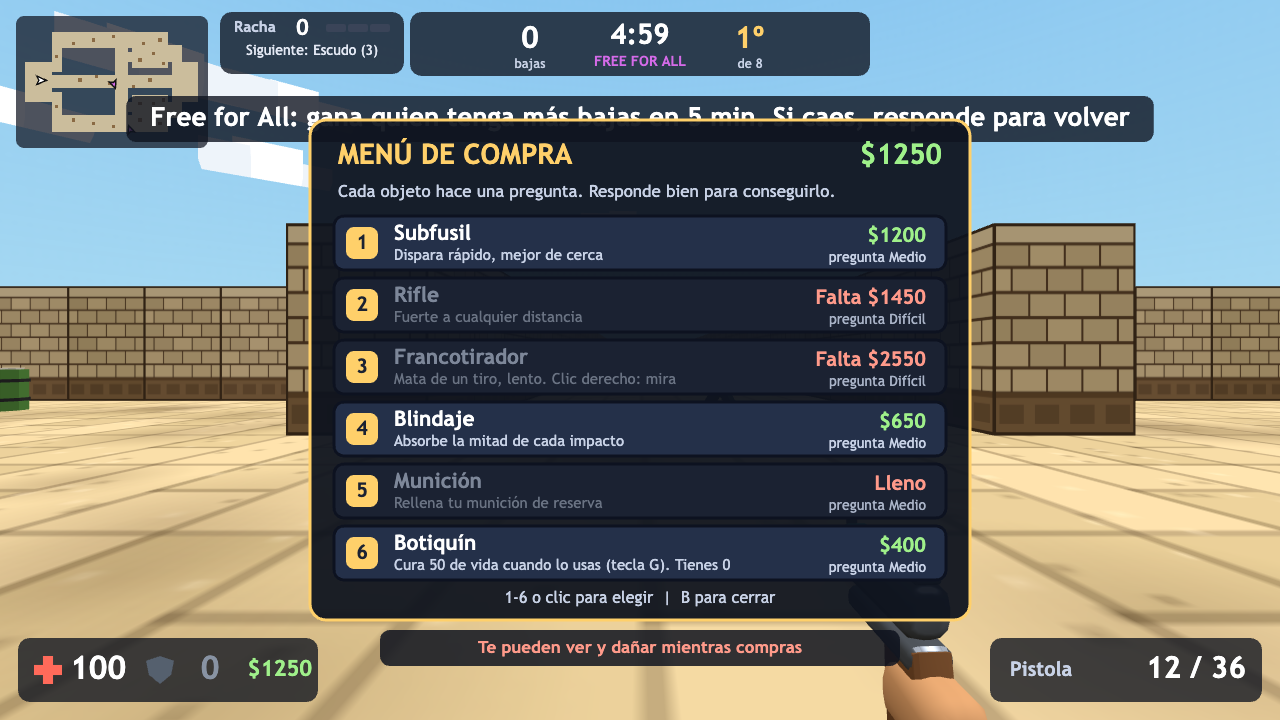 Racha 0
Siguiente: Escudo (3)
0
bajas
4:59
FREE FOR ALL
1º
de 8
Free for All: gana quien tenga más bajas en 5 min. Si caes, responde para volver
MENÚ DE COMPRA
$1250
Cada objeto hace una pregunta. Responde bien para conseguirlo.
1
Subfusil
Dispara rápido, mejor de cerca
$1200
pregunta Medio
2
Rifle
Fuerte a cualquier distancia
Falta $1450
pregunta Difícil
3
Francotirador
Mata de un tiro, lento. Clic derecho: mira
Falta $2550
pregunta Difícil
4
Blindaje
Absorbe la mitad de cada impacto
$650
pregunta Medio
5
Munición
Rellena tu munición de reserva
Lleno
pregunta Medio
6
Botiquín
Cura 50 de vida cuando lo usas (tecla G). Tienes 0
$400
pregunta Medio
1-6 o clic para elegir | B para cerrar
Te pueden ver y dañar mientras compras
100
0
$1250
Pistola
12 / 36